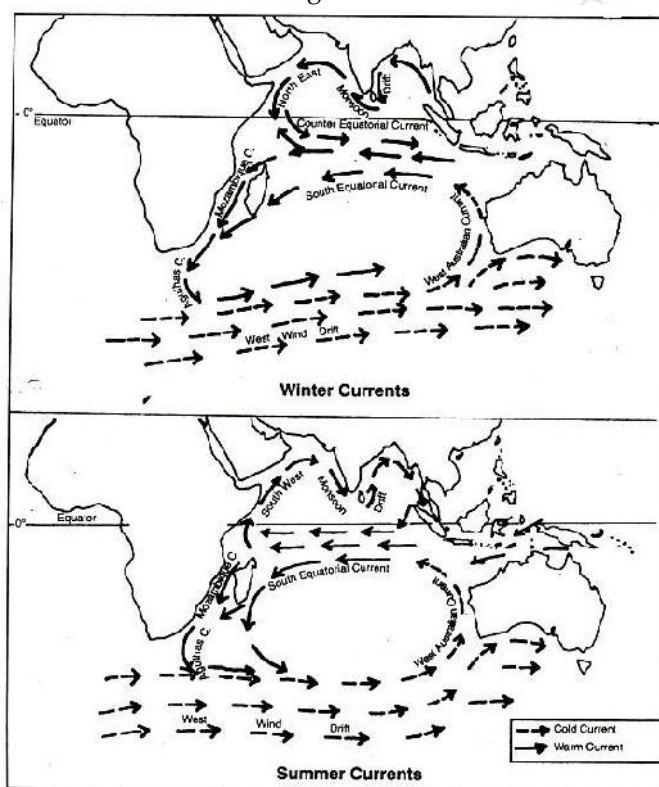 North East
Monsoon
Drift
0°
Equator
Counter Equatorial Current
Mozambique C.
South Equatorial Current
West Australian Current
Agulhas C.
West Wind Drift
Winter Currents
South West
Monsoon
Drift
0°
Equator
Mozambique C.
South Equatorial Current
West Australian Current
Agulhas C.
West Wind Drift
Cold Current
Warm Current
Summer Currents